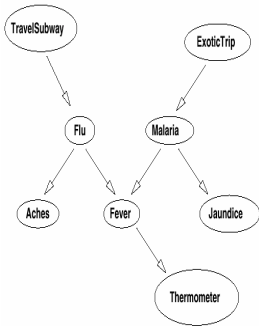 TravelSubway
ExoticTrip
Flu
Malaria
Aches
Fever
Jaundice
Thermometer